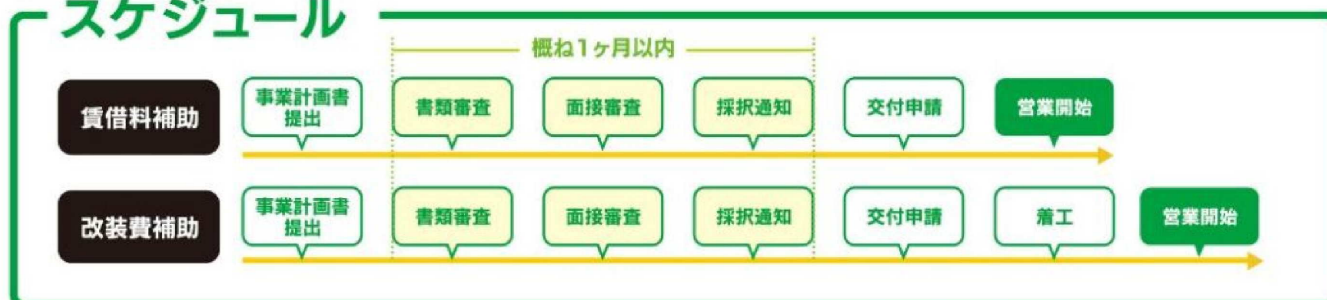 スケジュール
概ね1ヶ月以内
賃借料補助
事業計画書
提出
書類審査
面接審査
採択通知
交付申請
営業開始
改装費補助
事業計画書
提出
書類審査
面接審査
採択通知
交付申請
着工
営業開始